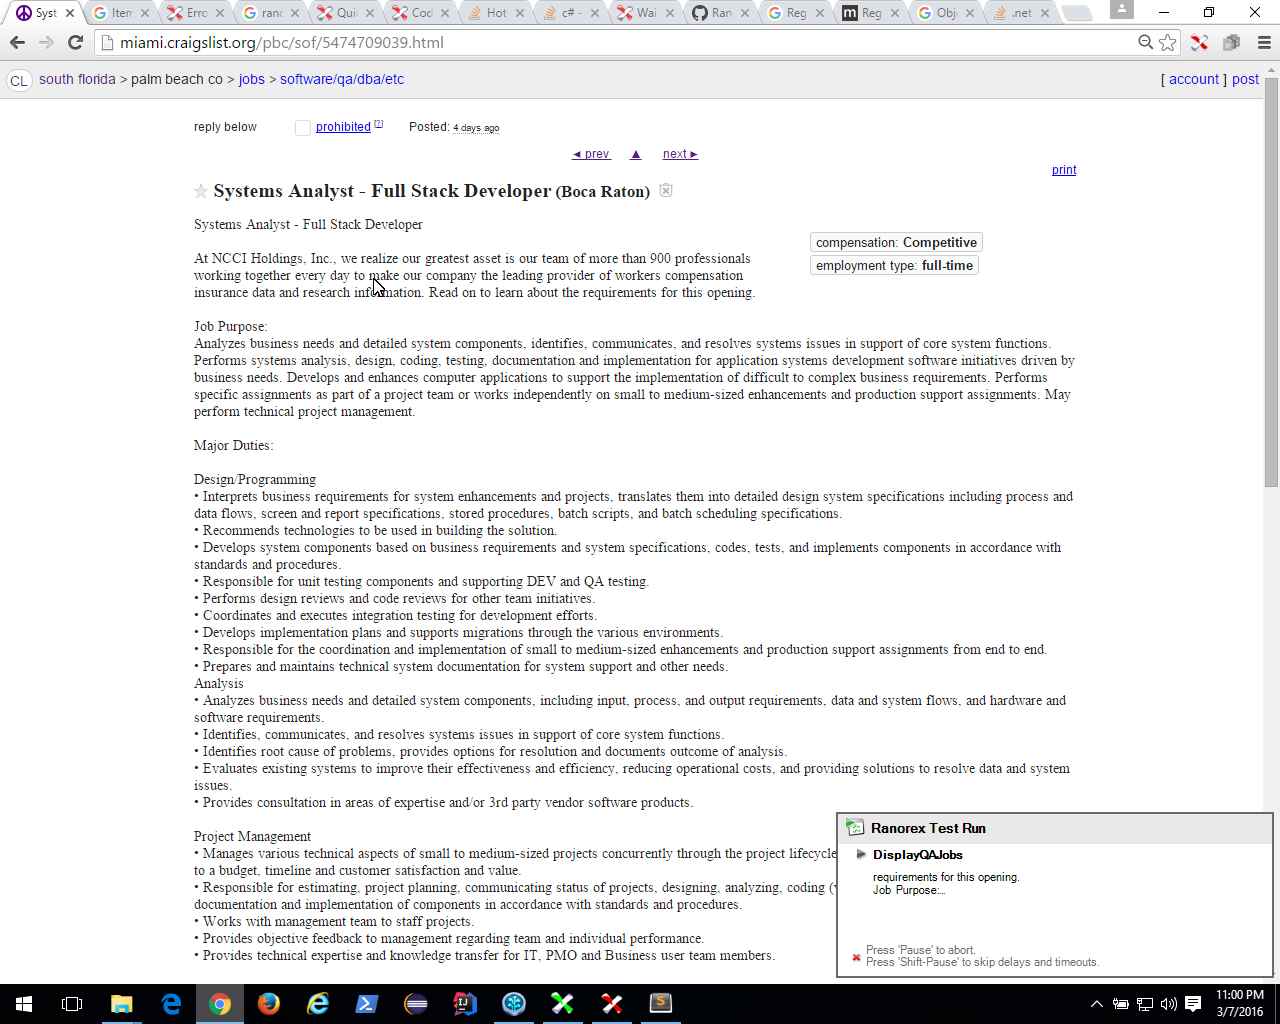 Syst
Item
Erro
ranc
Qui
Cod
Hot
c# -
Wai
Ran
Reg
Reg
Obj
.net
miami.craigslist.org/pbc/sof/5474709039.html
CL south florida > palm beach co > jobs > software/qa/dba/etc [ account ] post
reply below prohibited [?] Posted: 4 days ago
◄ prev ▲ next ►
print
Systems Analyst - Full Stack Developer (Boca Raton)
Systems Analyst - Full Stack Developer
compensation: Competitive
employment type: full-time
At NCCI Holdings, Inc., we realize our greatest asset is our team of more than 900 professionals
working together every day to make our company the leading provider of workers compensation
insurance data and research information. Read on to learn about the requirements for this opening.
Job Purpose:
Analyzes business needs and detailed system components, identifies, communicates, and resolves systems issues in support of core system functions.
Performs systems analysis, design, coding, testing, documentation and implementation for application systems development software initiatives driven by
business needs. Develops and enhances computer applications to support the implementation of difficult to complex business requirements. Performs
specific assignments as part of a project team or works independently on small to medium-sized enhancements and production support assignments. May
perform technical project management.
Major Duties:
Design/Programming
• Interprets business requirements for system enhancements and projects, translates them into detailed design system specifications including process and
data flows, screen and report specifications, stored procedures, batch scripts, and batch scheduling specifications.
• Recommends technologies to be used in building the solution.
• Develops system components based on business requirements and system specifications, codes, tests, and implements components in accordance with
standards and procedures.
• Responsible for unit testing components and supporting DEV and QA testing.
• Performs design reviews and code reviews for other team initiatives.
• Coordinates and executes integration testing for development efforts.
• Develops implementation plans and supports migrations through the various environments.
• Responsible for the coordination and implementation of small to medium-sized enhancements and production support assignments from end to end.
• Prepares and maintains technical system documentation for system support and other needs.
Analysis
• Analyzes business needs and detailed system components, including input, process, and output requirements, data and system flows, and hardware and
software requirements.
• Identifies, communicates, and resolves systems issues in support of core system functions.
• Identifies root cause of problems, provides options for resolution and documents outcome of analysis.
• Evaluates existing systems to improve their effectiveness and efficiency, reducing operational costs, and providing solutions to resolve data and system
issues.
• Provides consultation in areas of expertise and/or 3rd party vendor software products.
Project Management
• Manages various technical aspects of small to medium-sized projects concurrently through the project lifecycle
to a budget, timeline and customer satisfaction and value.
• Responsible for estimating, project planning, communicating status of projects, designing, analyzing, coding
documentation and implementation of components in accordance with standards and procedures.
• Works with management team to staff projects.
• Provides objective feedback to management regarding team and individual performance.
• Provides technical expertise and knowledge transfer for IT, PMO and Business user team members.
Ranorex Test Run
DisplayQAJobs
requirements for this opening.
Job Purpose:...
Press 'Pause' to abort.
Press 'Shift-Pause' to skip delays and timeouts.
11:00 PM
3/7/2016